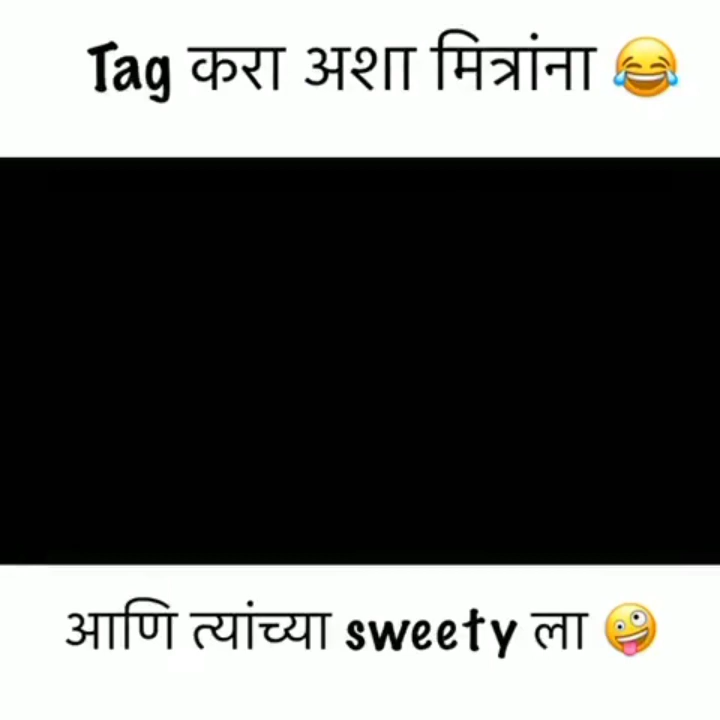 Tag करा अशा मित्रांना 😂
आणि त्यांच्या sweety ला 🤪